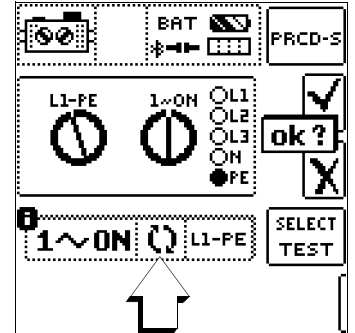 BAT
PRCD-S
L1-PE
1~ON
L1
L2
L3
N
PE
ok?
1~ON
L1-PE
SELECT
TEST